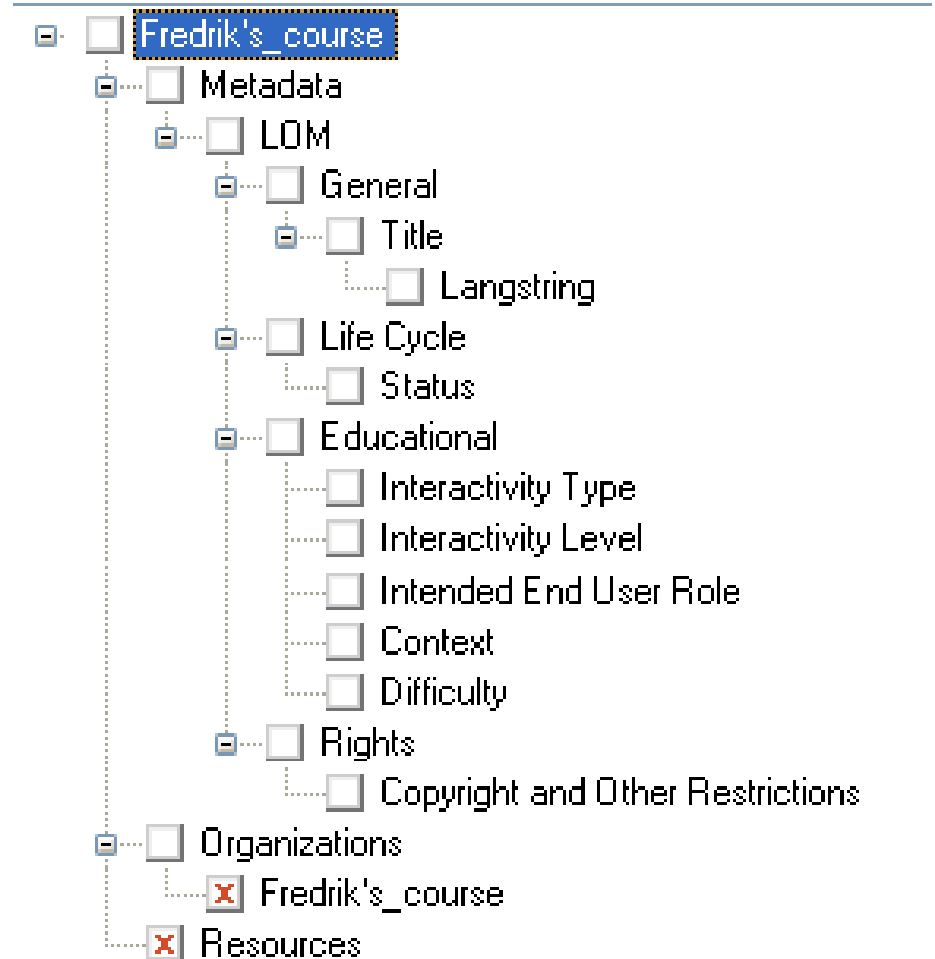 Fredrik's_course
Metadata
LOM
General
Title
Langstring
Life Cycle
Status
Educational
Interactivity Type
Interactivity Level
Intended End User Role
Context
Difficulty
Rights
Copyright and Other Restrictions
Organizations
Fredrik's_course
Resources